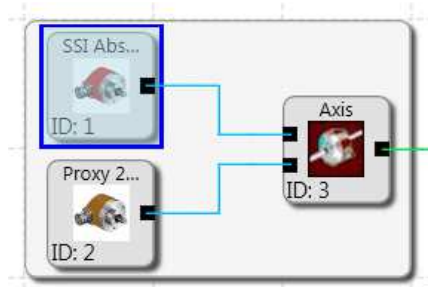 SSI Abs...
ID: 1
Proxy 2...
ID: 2
Axis
ID: 3